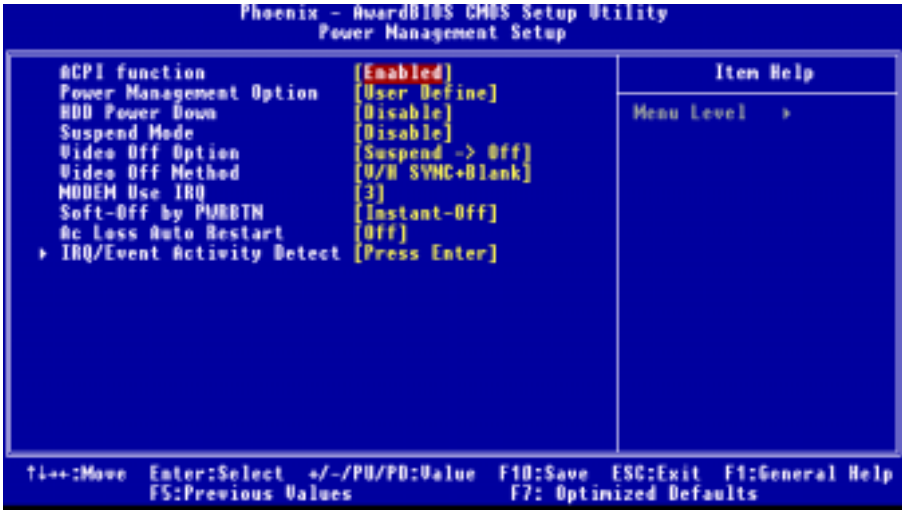 Phoenix - AwardBIOS CMOS Setup Utility
Power Management Setup
ACPI function [Enabled]
Power Management Option [User Define]
HDD Power Down [Disable]
Suspend Mode [Disable]
Video Off Option [Suspend -> Off]
Video Off Method [V/H SYNC+Blank]
MODEM Use IRQ [3]
Soft-Off by PWRBTN [Instant-Off]
Ac Loss Auto Restart [Off]
▸ IRQ/Event Activity Detect [Press Enter]
Item Help
Menu Level ▸
↑↓→←:Move Enter:Select +/-/PU/PD:Value F10:Save ESC:Exit F1:General Help
F5:Previous Values F7: Optimized Defaults